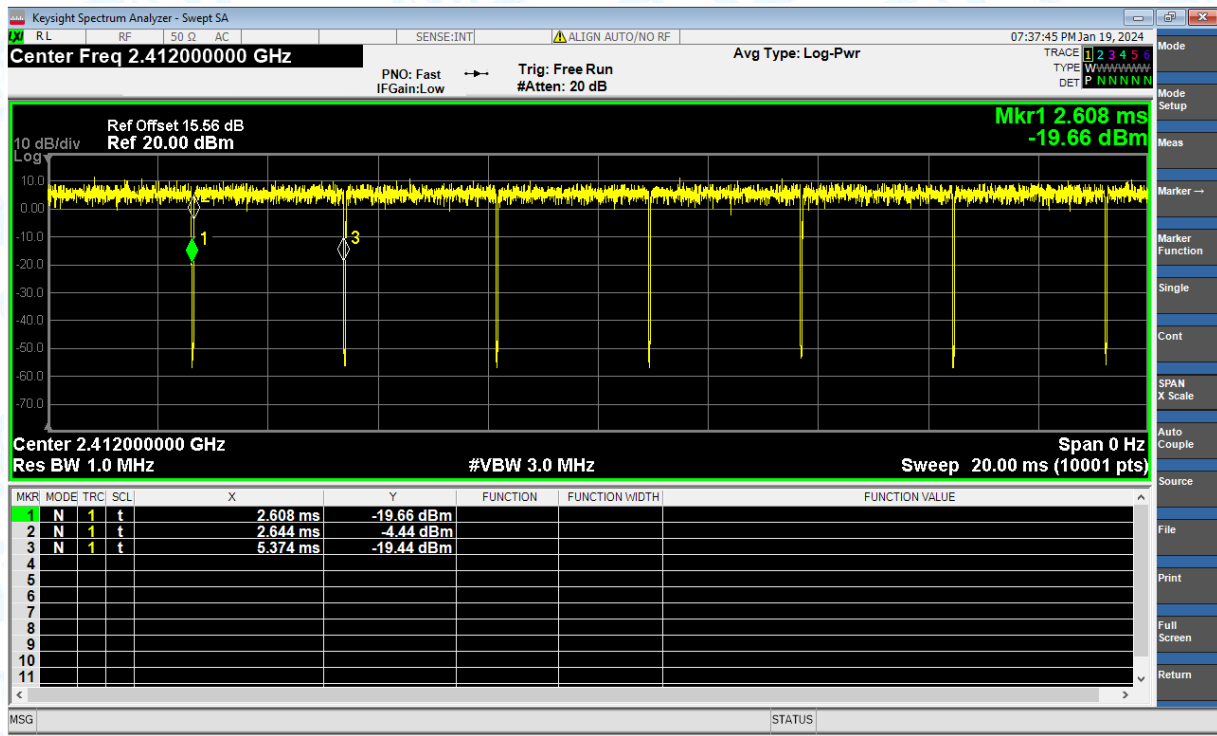 Keysight Spectrum Analyzer - Swept SA
LXI RL RF 50 Ω AC SENSE:INT ALIGN AUTO/NO RF 07:37:45 PM Jan 19, 2024
Center Freq 2.412000000 GHz
Avg Type: Log-Pwr
TRACE 1 2 3 4 5 6
TYPE WWWWWW
DET P N N N N N
PNO: Fast
IFGain:Low
Trig: Free Run
#Atten: 20 dB
Mkr1 2.608 ms
-19.66 dBm
Ref Offset 15.56 dB
Ref 20.00 dBm
10 dB/div
Log
10.0
0.00
-10.0
-20.0
-30.0
-40.0
-50.0
-60.0
-70.0
2
1
3
Center 2.412000000 GHz
Span 0 Hz
Res BW 1.0 MHz
#VBW 3.0 MHz
Sweep 20.00 ms (10001 pts)
MKR MODE TRC SCL X Y FUNCTION FUNCTION WIDTH FUNCTION VALUE
1 N 1 t 2.608 ms -19.66 dBm
2 N 1 t 2.644 ms -4.44 dBm
3 N 1 t 5.374 ms -19.44 dBm
4
5
6
7
8
9
10
11
MSG STATUS
Mode
Mode
Setup
Meas
Marker →
Marker
Function
Single
Cont
SPAN
X Scale
Auto
Couple
Source
File
Print
Full
Screen
Return